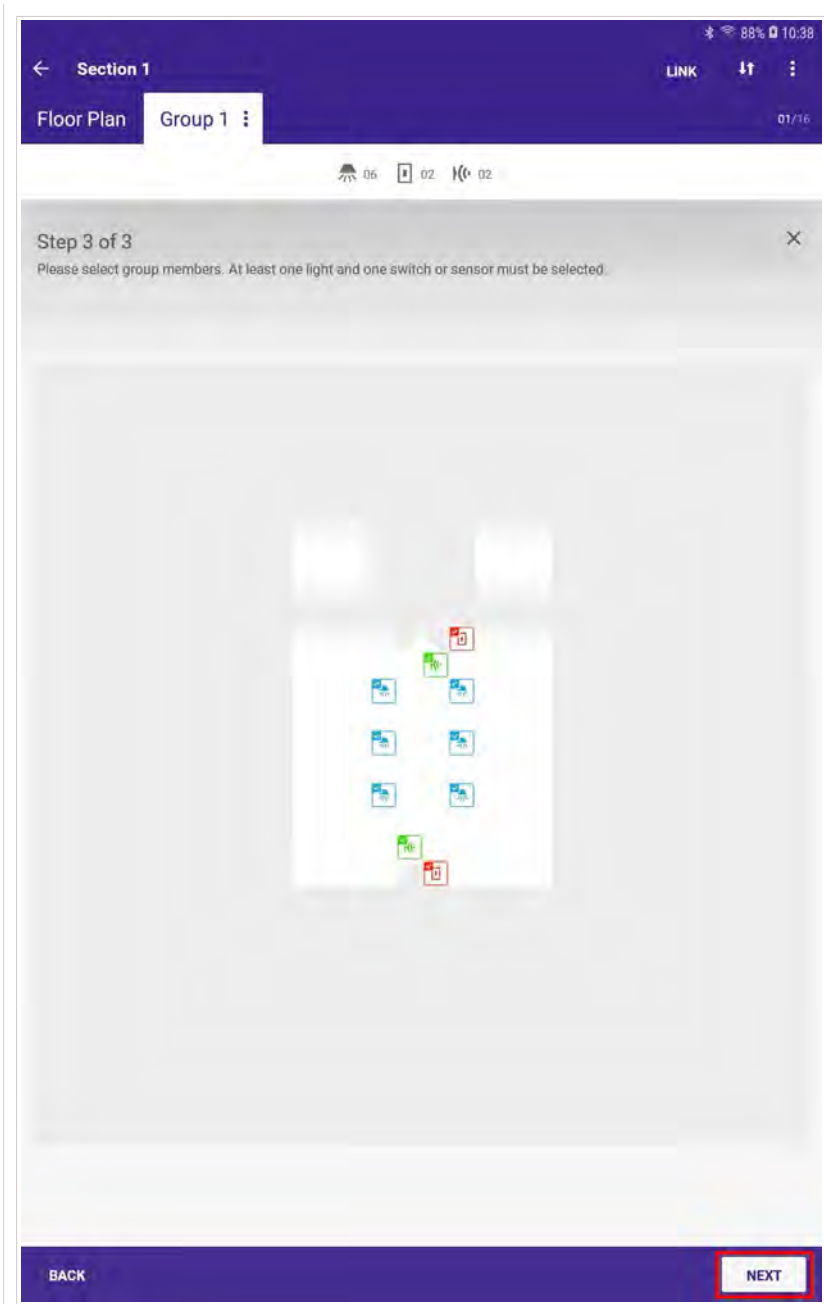 88% 10:38
Section 1 LINK
Floor Plan Group 1 01/16
06 02 02
Step 3 of 3
Please select group members. At least one light and one switch or sensor must be selected.
BACK NEXT